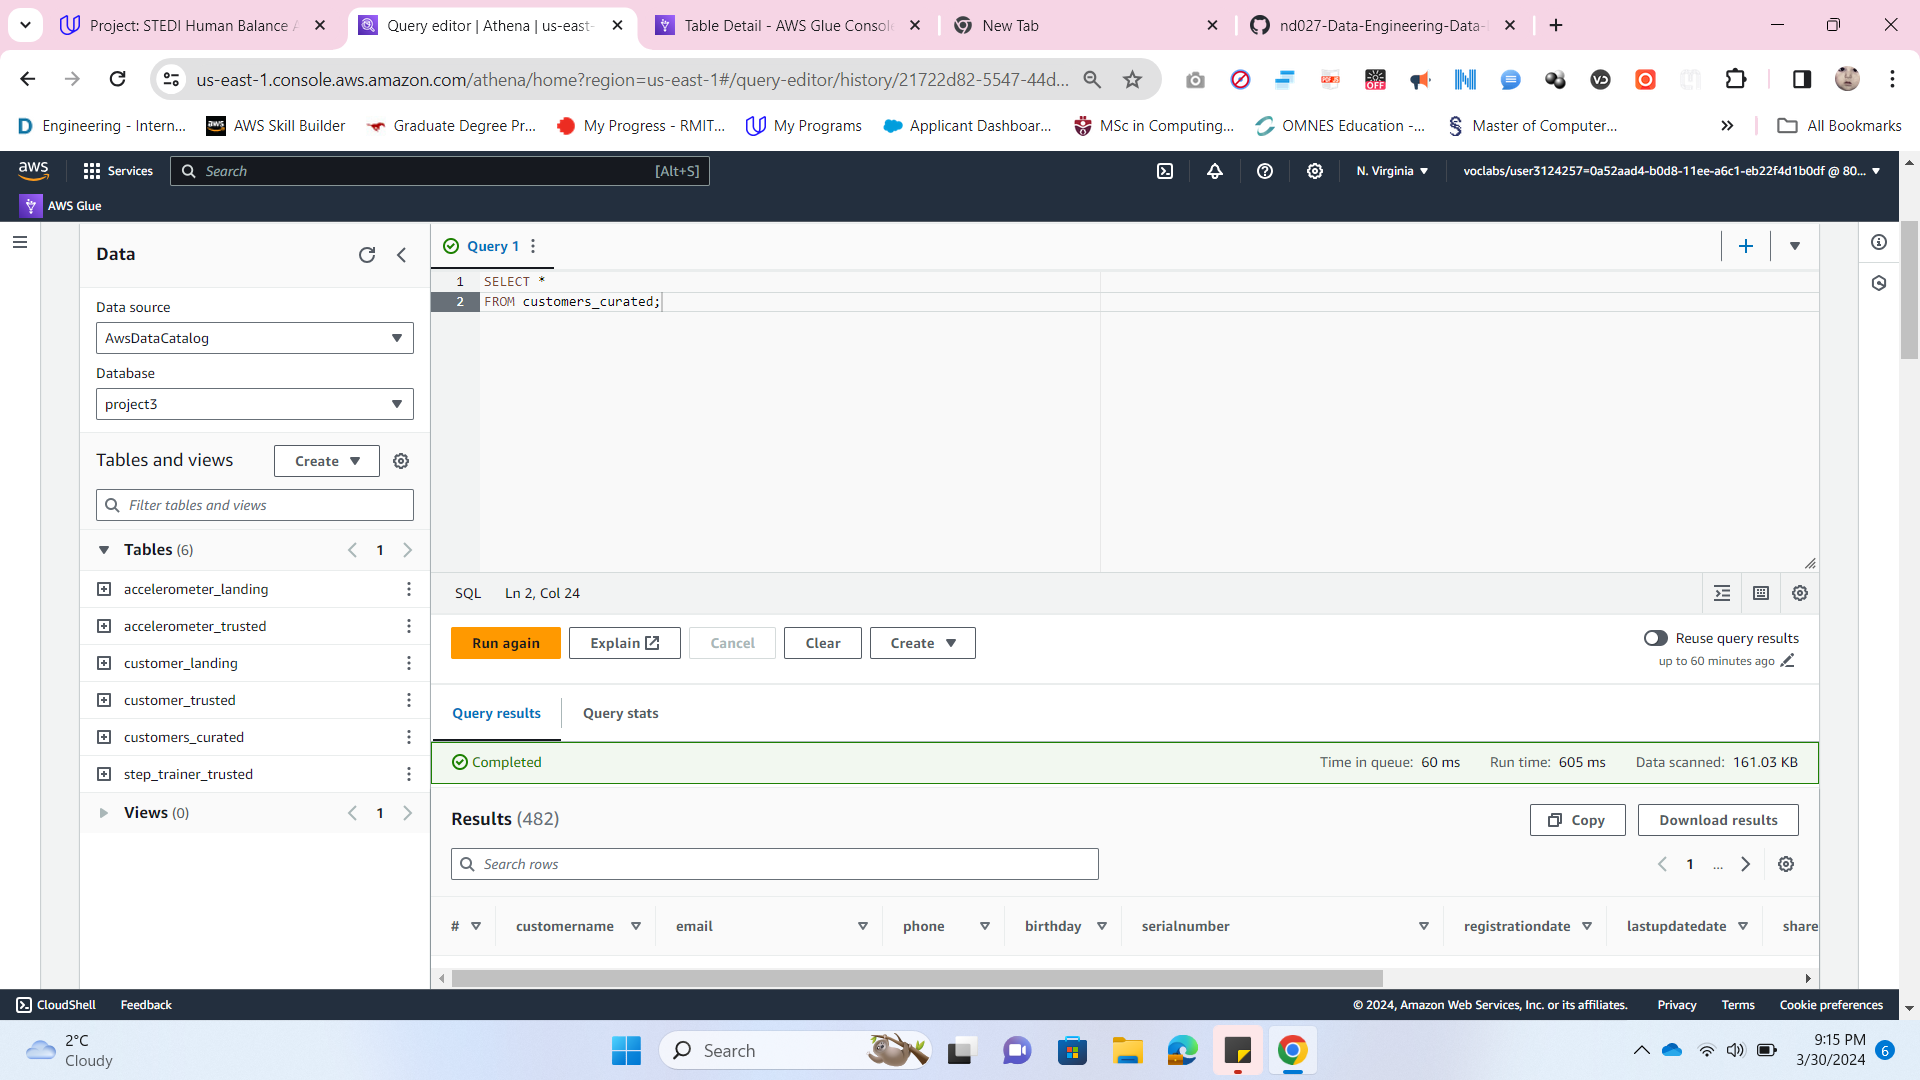 Project: STEDI Human Balance A
Query editor | Athena | us-east-
Table Detail - AWS Glue Console
New Tab
nd027-Data-Engineering-Data-
us-east-1.console.aws.amazon.com/athena/home?region=us-east-1#/query-editor/history/21722d82-5547-44d...
Engineering - Intern...
AWS Skill Builder
Graduate Degree Pr...
My Progress - RMIT...
My Programs
Applicant Dashboar...
MSc in Computing...
OMNES Education -...
Master of Computer...
All Bookmarks
aws
Services
Search
[Alt+S]
N. Virginia
voclabs/user3124257=0a52aad4-b0d8-11ee-a6c1-eb22f4d1b0df @ 80...
AWS Glue
Data
Data source
AwsDataCatalog
Database
project3
Tables and views
Create
Filter tables and views
Tables (6)
1
accelerometer_landing
accelerometer_trusted
customer_landing
customer_trusted
customers_curated
step_trainer_trusted
Views (0)
1
Query 1
1 SELECT *
2 FROM customers_curated;
SQL
Ln 2, Col 24
Run again
Explain
Cancel
Clear
Create
Reuse query results
up to 60 minutes ago
Query results
Query stats
Completed
Time in queue: 60 ms
Run time: 605 ms
Data scanned: 161.03 KB
Results (482)
Copy
Download results
Search rows
1
...
#
customername
email
phone
birthday
serialnumber
registrationdate
lastupdatedate
share
CloudShell
Feedback
© 2024, Amazon Web Services, Inc. or its affiliates.
Privacy
Terms
Cookie preferences
2°C
Cloudy
Search
9:15 PM
3/30/2024
6